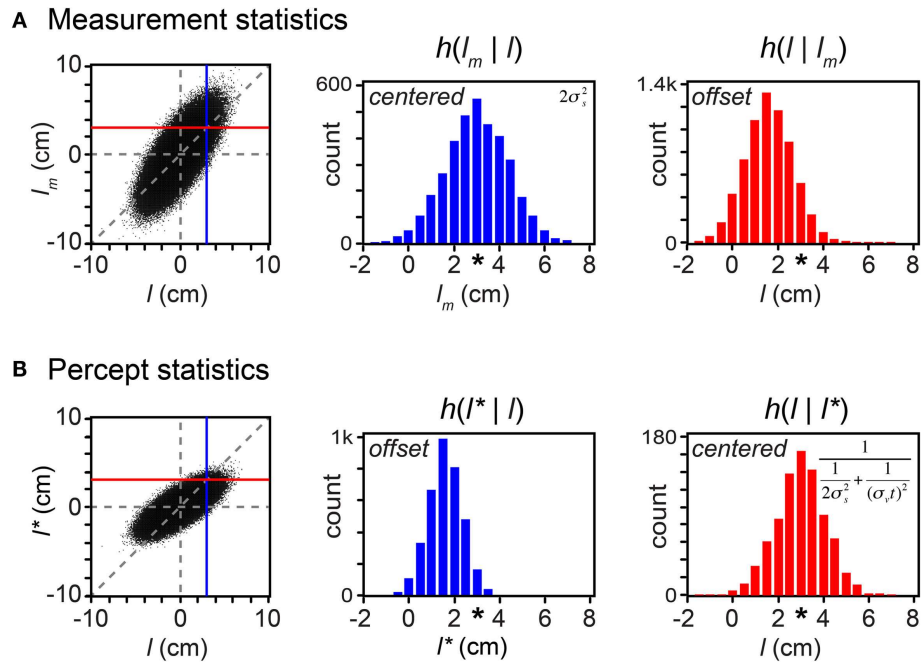 A Measurement statistics
10
0
-10
-10 0 10
l_m (cm)
l (cm)
h(l_m | l)
600
0
count
centered
2σ_s^2
-2 0 2 * 4 6 8
l_m (cm)
h(l | l_m)
1.4k
0
count
offset
-2 0 2 * 4 6 8
l (cm)
B Percept statistics
10
0
-10
-10 0 10
l* (cm)
l (cm)
h(l* | l)
1k
0
count
offset
-2 0 2 * 4 6 8
l* (cm)
h(l | l*)
180
0
count
centered
1
1/2σ_s^2 + 1/(σ_v t)^2
-2 0 2 * 4 6 8
l (cm)